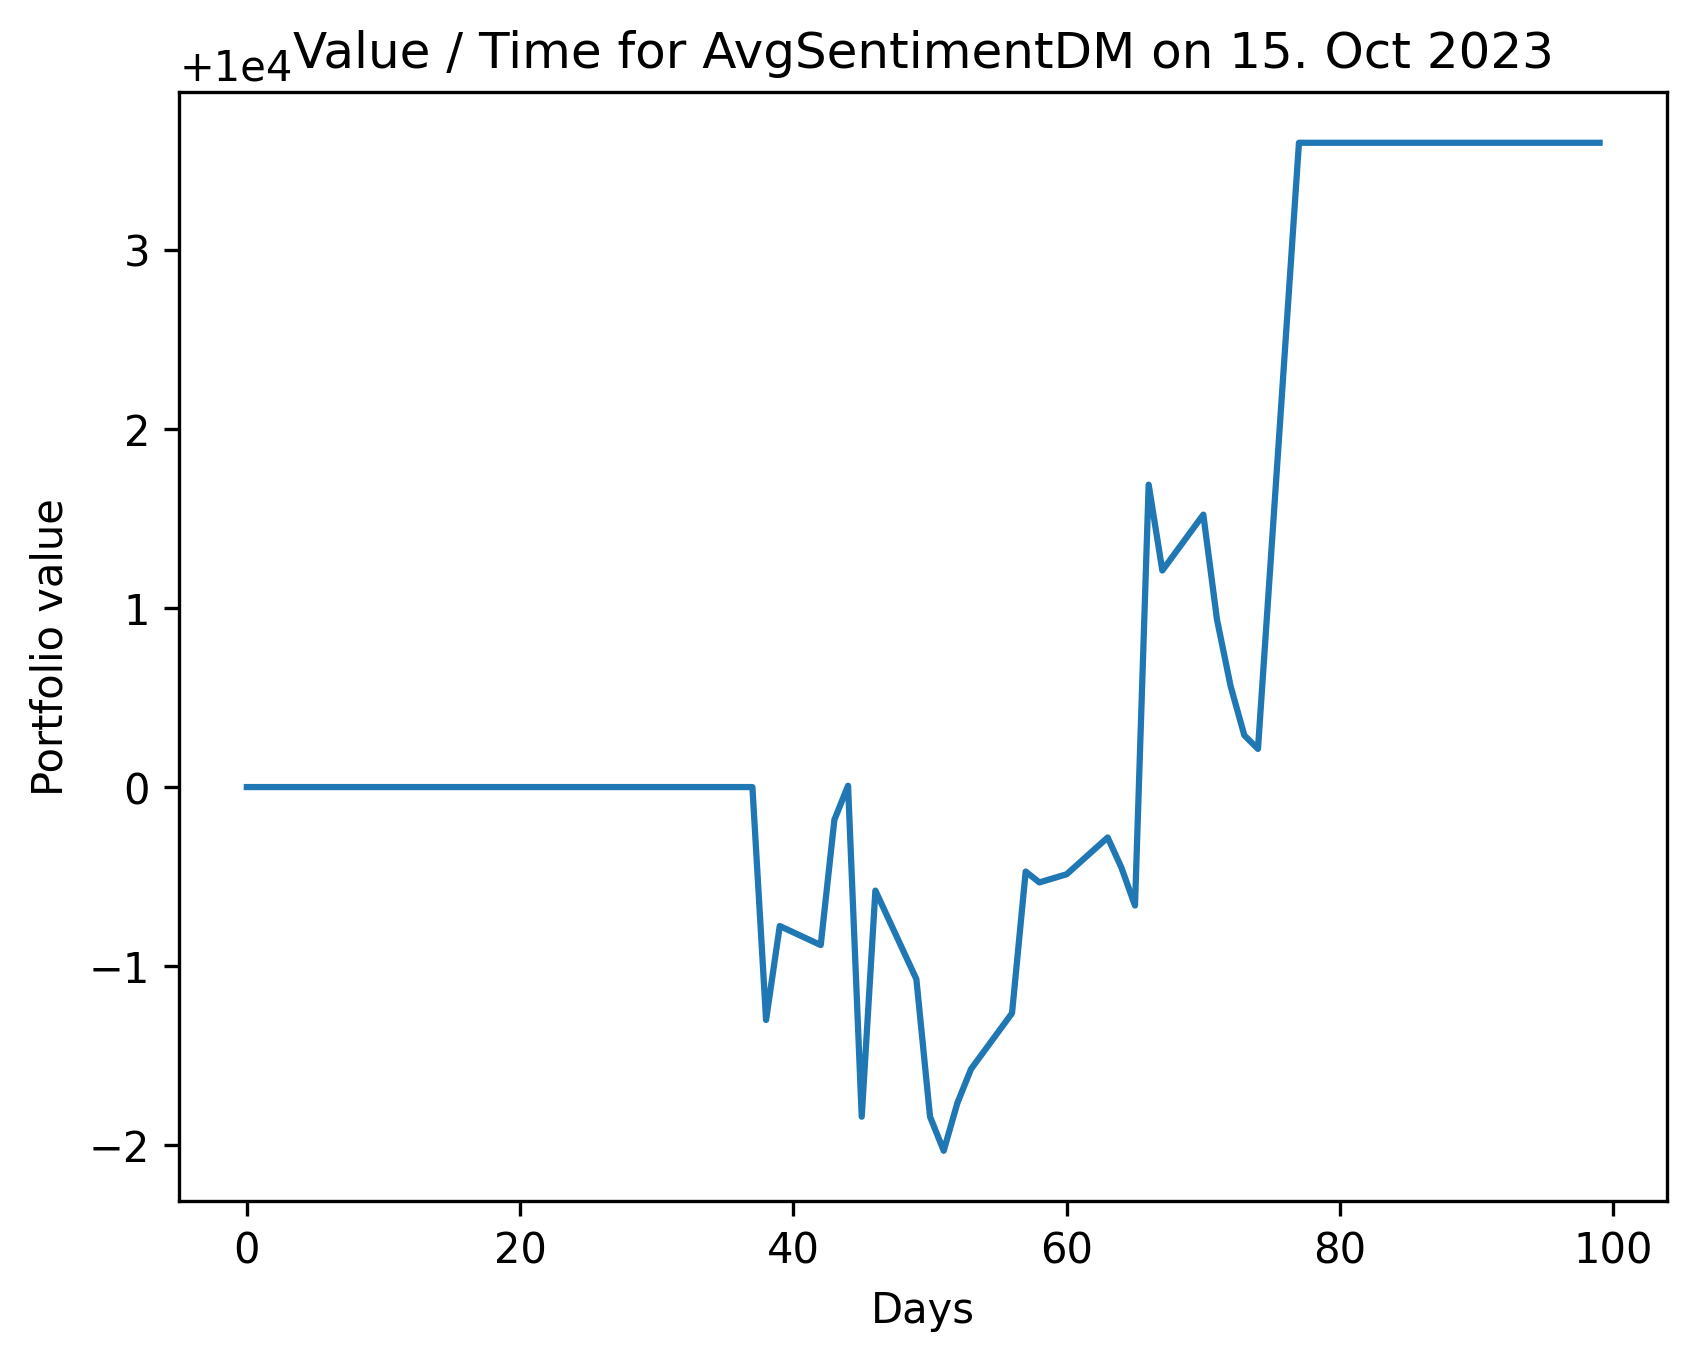 Value / Time for AvgSentimentDM on 15. Oct 2023
+1e4
3
2
1
0
−1
−2
Portfolio value
0 20 40 60 80 100
Days